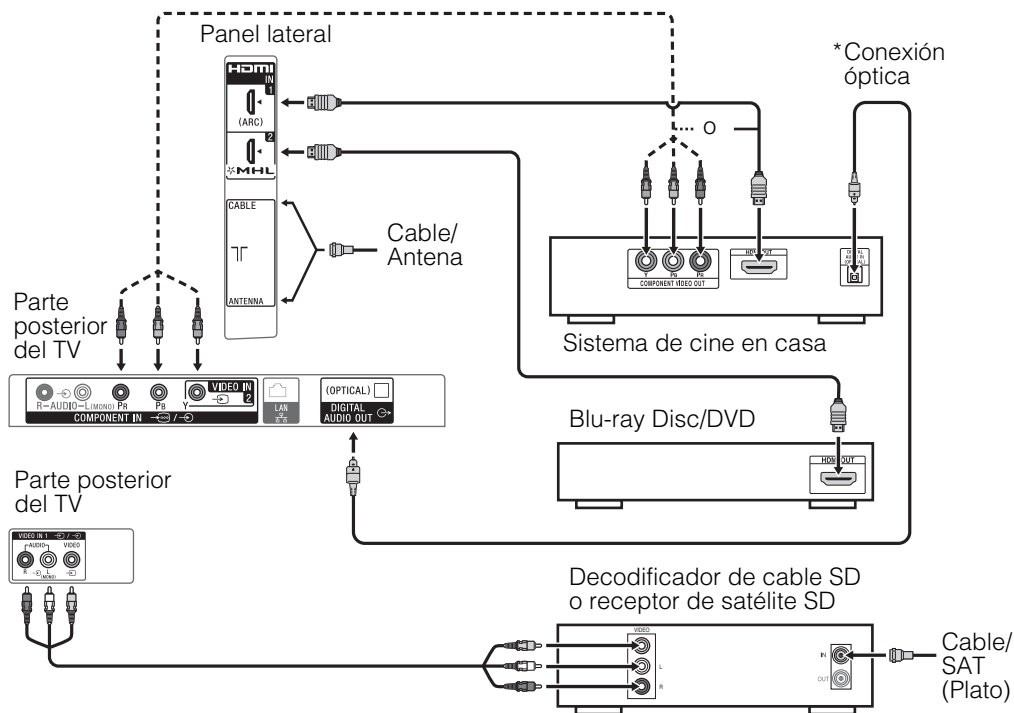 Panel lateral
*Conexión
óptica
HDMI
IN
1
(ARC)
2
MHL
CABLE
ANTENNA
Cable/
Antena
O
Y PB PR
COMPONENT VIDEO OUT
HDMI OUT
DIGITAL
AUDIO IN
(OPTICAL)
Sistema de cine en casa
Parte
posterior
del TV
R-AUDIO-L (MONO) PR PB Y
VIDEO IN
2
COMPONENT IN /
LAN
(OPTICAL)
DIGITAL
AUDIO OUT
Blu-ray Disc/DVD
HDMI OUT
Parte posterior
del TV
VIDEO IN 1 /
AUDIO VIDEO
R L
(MONO)
Decodificador de cable SD
o receptor de satélite SD
VIDEO
L
R
IN
OUT
Cable/
SAT
(Plato)